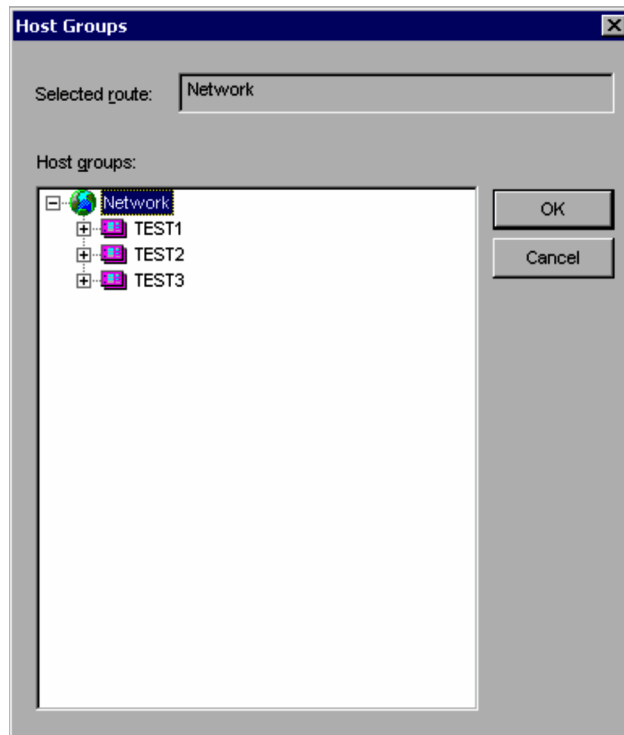 Host Groups
Selected route: Network
Host groups:
Network
TEST1
TEST2
TEST3
OK
Cancel